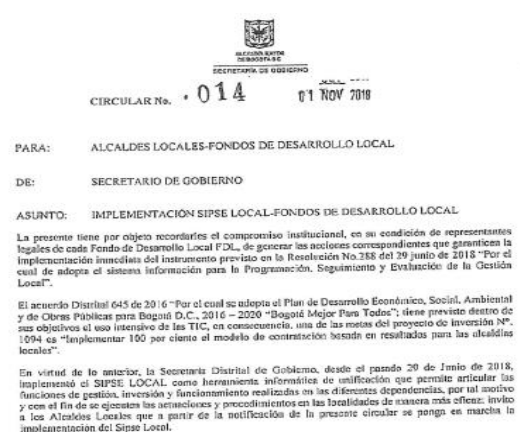 ALCALDÍA MAYOR
DE BOGOTÁ D.C.
SECRETARÍA DE GOBIERNO
CIRCULAR No. 014
01 NOV 2018
PARA: ALCALDES LOCALES-FONDOS DE DESARROLLO LOCAL
DE: SECRETARIO DE GOBIERNO
ASUNTO: IMPLEMENTACIÓN SIPSE LOCAL-FONDOS DE DESARROLLO LOCAL
La presente tiene por objeto recordarles el compromiso institucional, en su condición de representantes
legales de cada Fondo de Desarrollo Local FDL, de generar las acciones correspondientes que garanticen la
implementación inmediata del instrumento previsto en la Resolución No.288 del 29 junio de 2018 "Por el
cual de adopta el sistema información para la Programación, Seguimiento y Evaluación de la Gestión
Local".
El acuerdo Distrital 645 de 2016 "Por el cual se adopta el Plan de Desarrollo Económico, Social, Ambiental
y de Obras Públicas para Bogotá D.C., 2016 – 2020 "Bogotá Mejor Para Todos"; tiene previsto dentro de
sus objetivos el uso intensivo de las TIC, en consecuencia, una de las metas del proyecto de inversión N°.
1094 es "Implementar 100 por ciento el modelo de contratación basada en resultados para las alcaldías
locales".
En virtud de lo anterior, la Secretaría Distrital de Gobierno, desde el pasado 29 de Junio de 2018,
implementó el SIPSE LOCAL como herramienta informática de unificación que permite articular las
funciones de gestión, inversión y funcionamiento realizadas en las diferentes dependencias, por tal motivo
y con el fin de se ejecuten las actuaciones y procedimientos en las localidades de manera más eficaz; invito
a los Alcaldes Locales que a partir de la notificación de la presente circular se ponga en marcha la
implementación del Sipse Local.